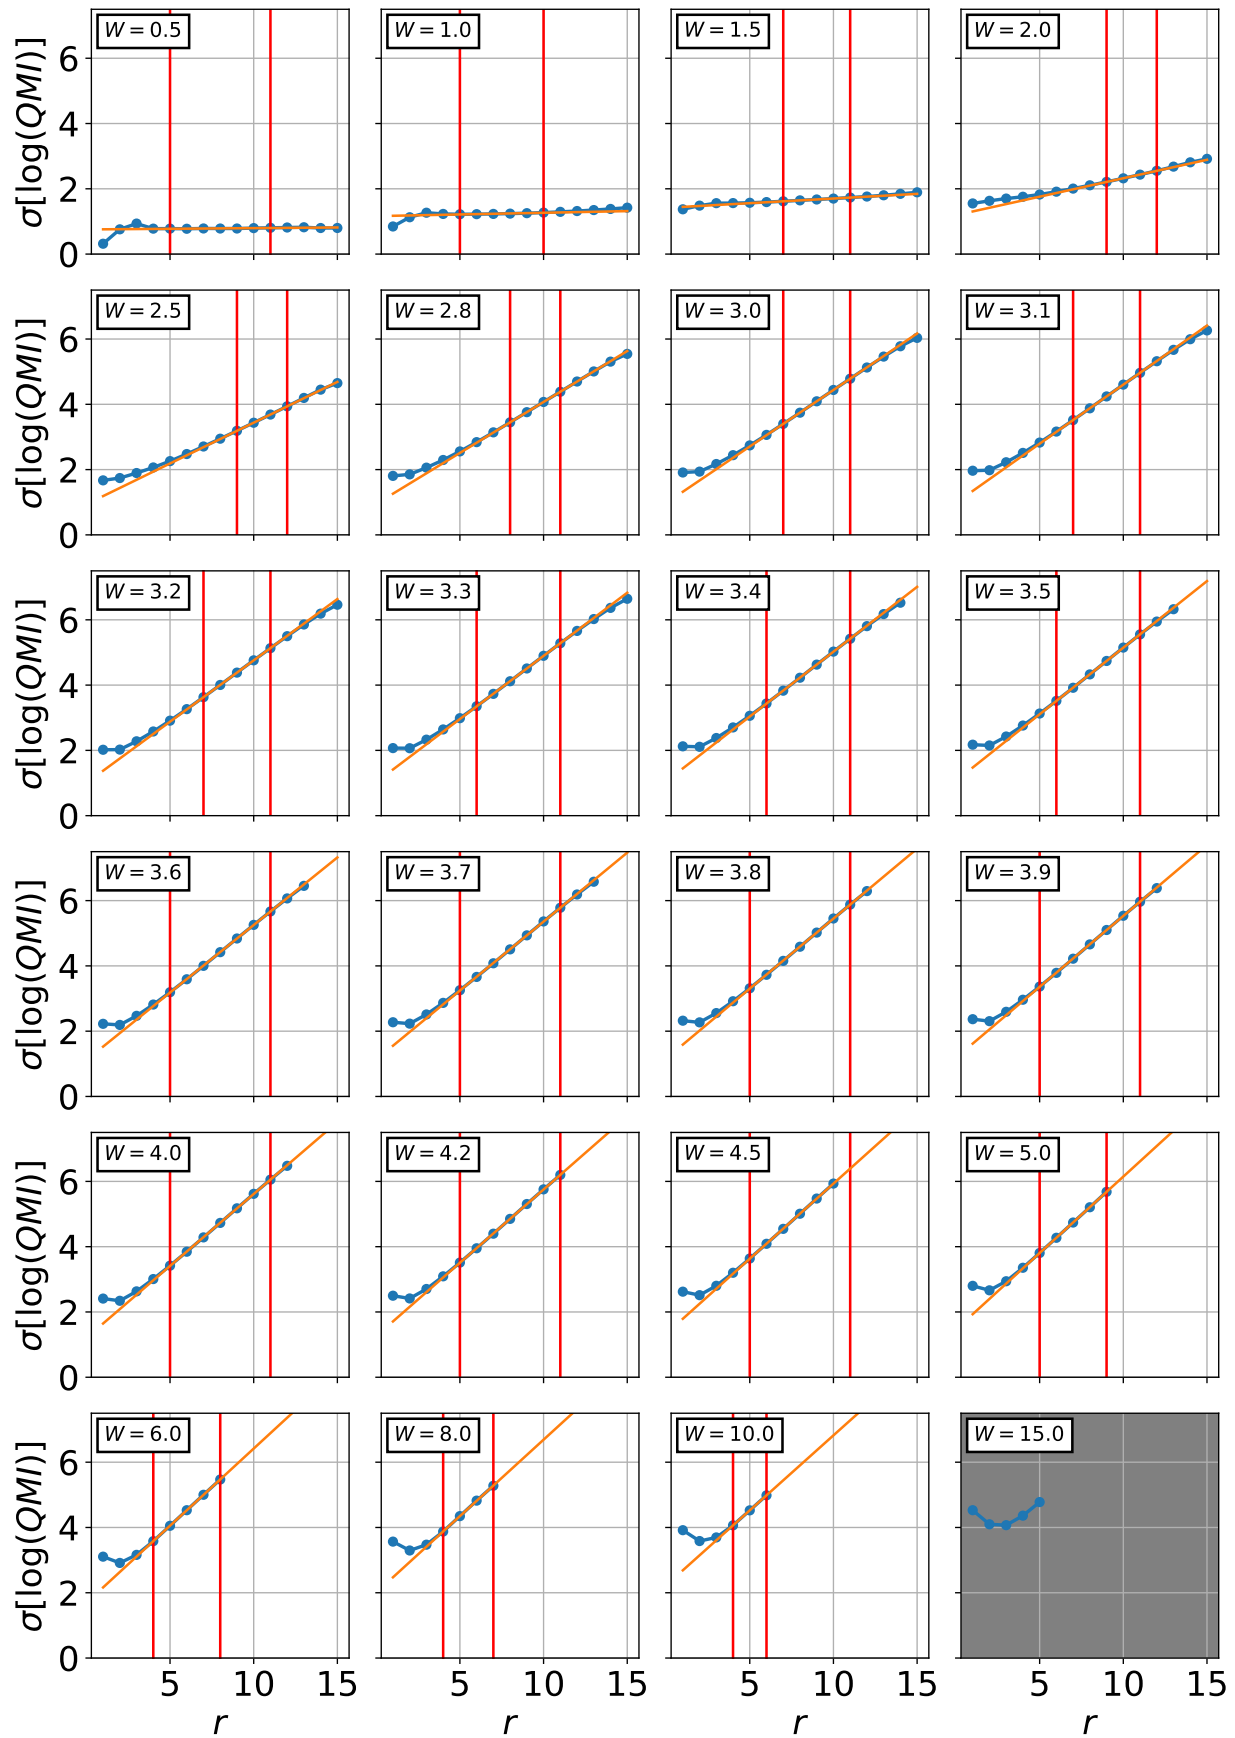 σ[log(QMI)]
6
4
2
0
W = 0.5
W = 1.0
W = 1.5
W = 2.0
σ[log(QMI)]
6
4
2
0
W = 2.5
W = 2.8
W = 3.0
W = 3.1
σ[log(QMI)]
6
4
2
0
W = 3.2
W = 3.3
W = 3.4
W = 3.5
σ[log(QMI)]
6
4
2
0
W = 3.6
W = 3.7
W = 3.8
W = 3.9
σ[log(QMI)]
6
4
2
0
W = 4.0
W = 4.2
W = 4.5
W = 5.0
σ[log(QMI)]
6
4
2
0
W = 6.0
W = 8.0
W = 10.0
W = 15.0
5 10 15
5 10 15
5 10 15
5 10 15
r
r
r
r